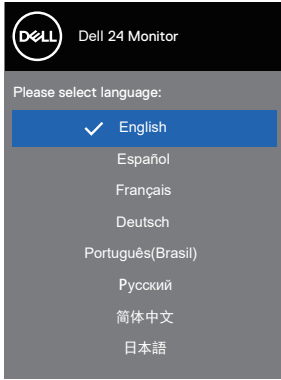 DELL
Dell 24 Monitor
Please select language:
English
Español
Français
Deutsch
Português(Brasil)
Русский
简体中文
日本語